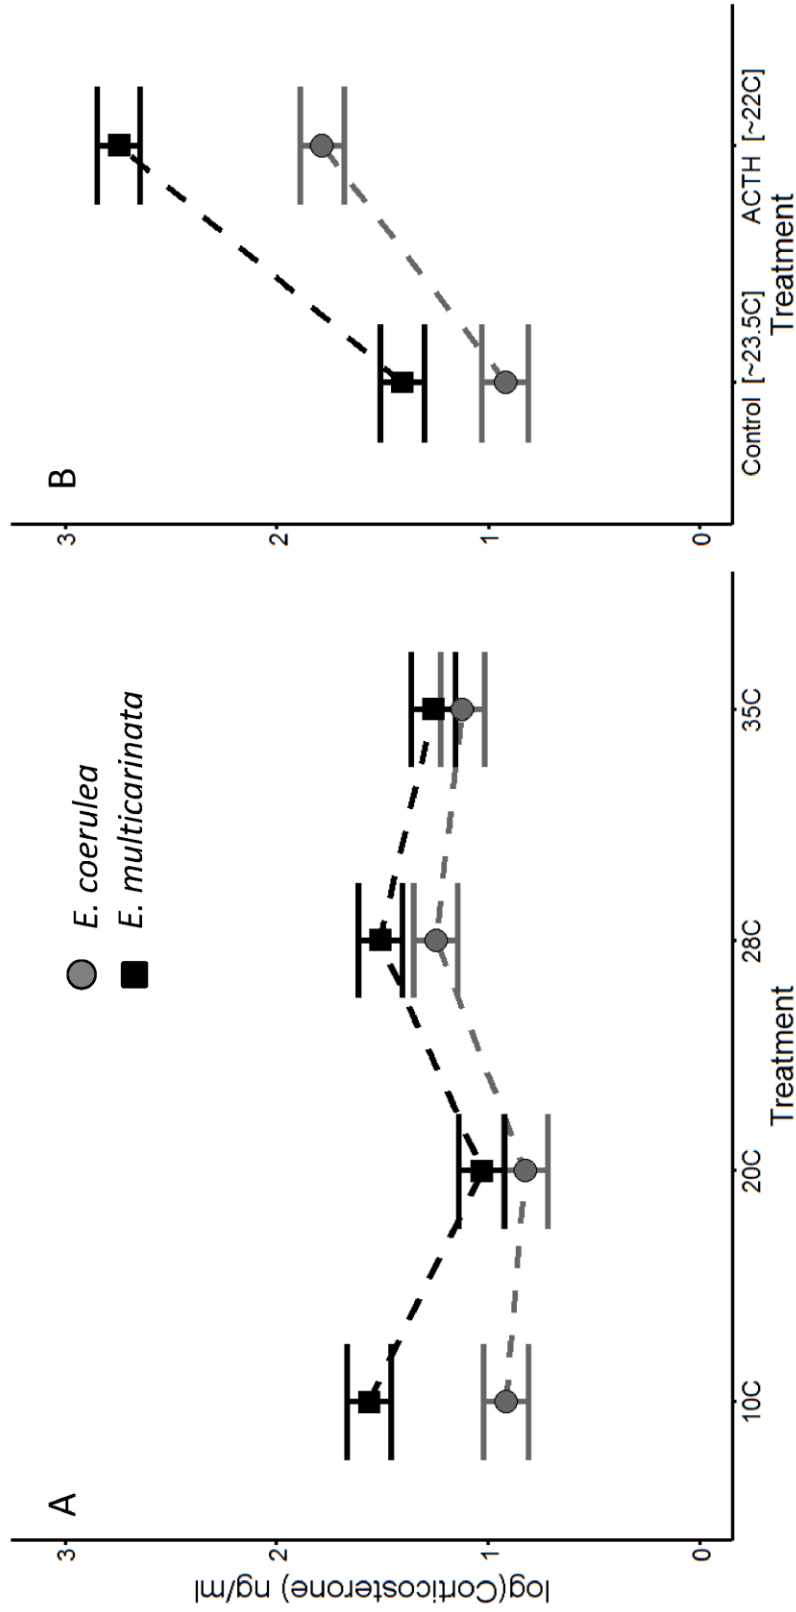 A
E. coerulea
E. multicarinata
3
2
1
0
log(Corticosterone) ng/ml
10C
20C
28C
35C
Treatment
B
3
2
1
0
Control [~23.5C]
ACTH [~22C]
Treatment